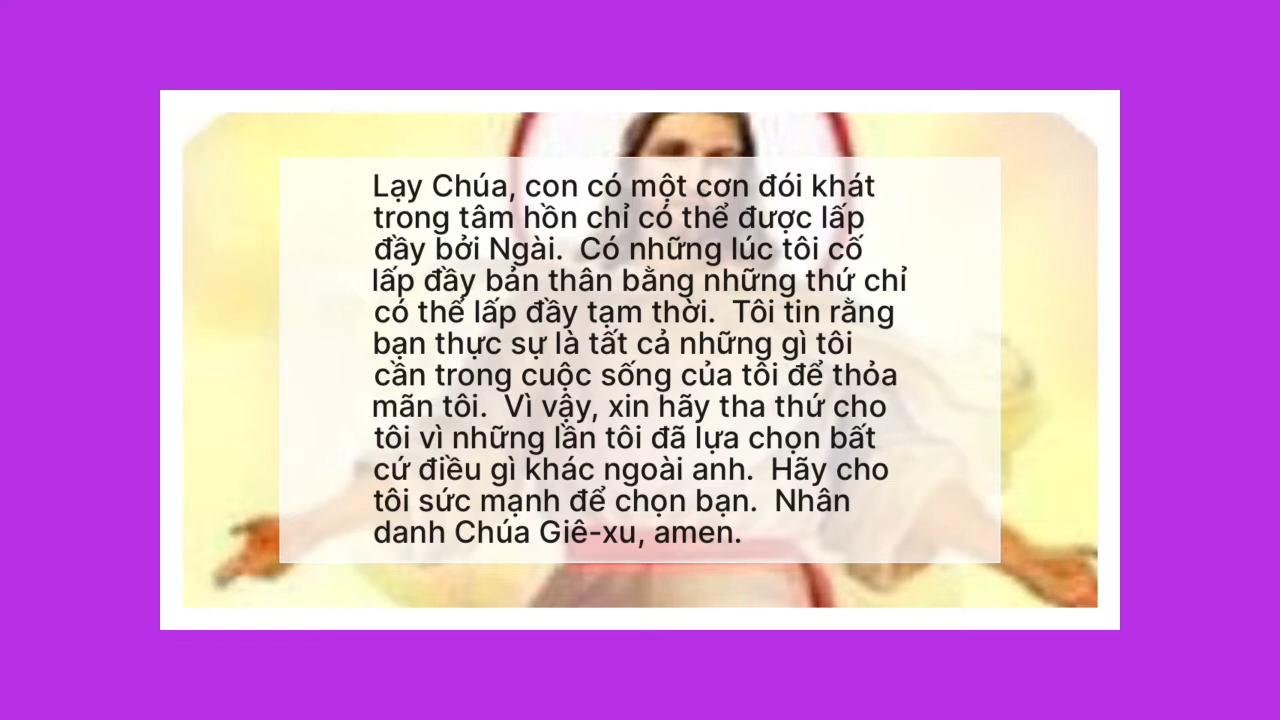 Lạy Chúa, con có một cơn đói khát
trong tâm hồn chỉ có thể được lấp
đầy bởi Ngài.  Có những lúc tôi cố
lấp đầy bản thân bằng những thứ chỉ
có thể lấp đầy tạm thời.  Tôi tin rằng
bạn thực sự là tất cả những gì tôi
cần trong cuộc sống của tôi để thỏa
mãn tôi.  Vì vậy, xin hãy tha thứ cho
tôi vì những lần tôi đã lựa chọn bất
cứ điều gì khác ngoài anh.  Hãy cho
tôi sức mạnh để chọn bạn.  Nhân
danh Chúa Giê-xu, amen.